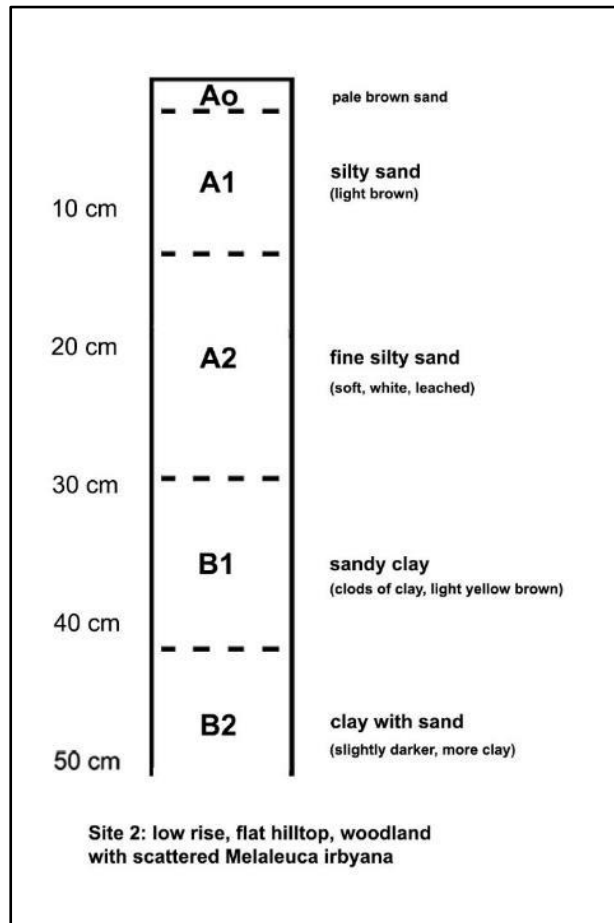 Ao
pale brown sand
A1
silty sand
(light brown)
10 cm
20 cm
A2
fine silty sand
(soft, white, leached)
30 cm
B1
sandy clay
(clods of clay, light yellow brown)
40 cm
B2
clay with sand
(slightly darker, more clay)
50 cm
Site 2: low rise, flat hilltop, woodland
with scattered Melaleuca irbyana